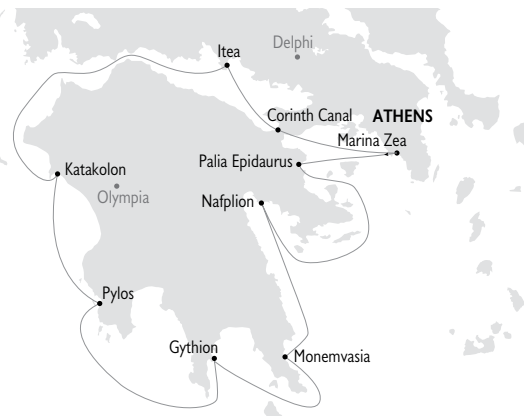 Itea
Delphi
Corinth Canal
ATHENS
Marina Zea
Palia Epidaurus
Katakolon
Olympia
Nafplion
Pylos
Gythion
Monemvasia